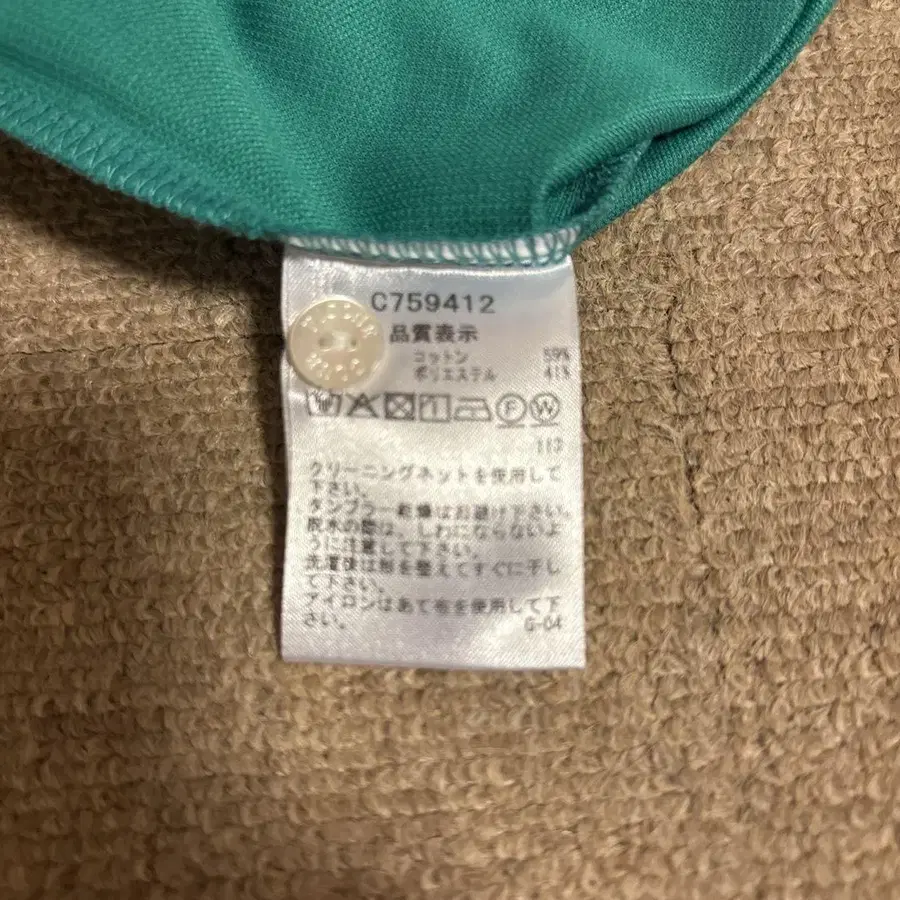 C759412
品質表示
コットン 59%
ポリエステル 41%
F W
113
クリーニングネットを使用して
下さい。
タンブラー乾燥はお避け下さい。
脱水の際は、しわにならないよ
うに注意して下さい。
洗濯後は形を整えてすぐに干し
て下さい。
アイロンはあて布を使用して下
さい。 G-04